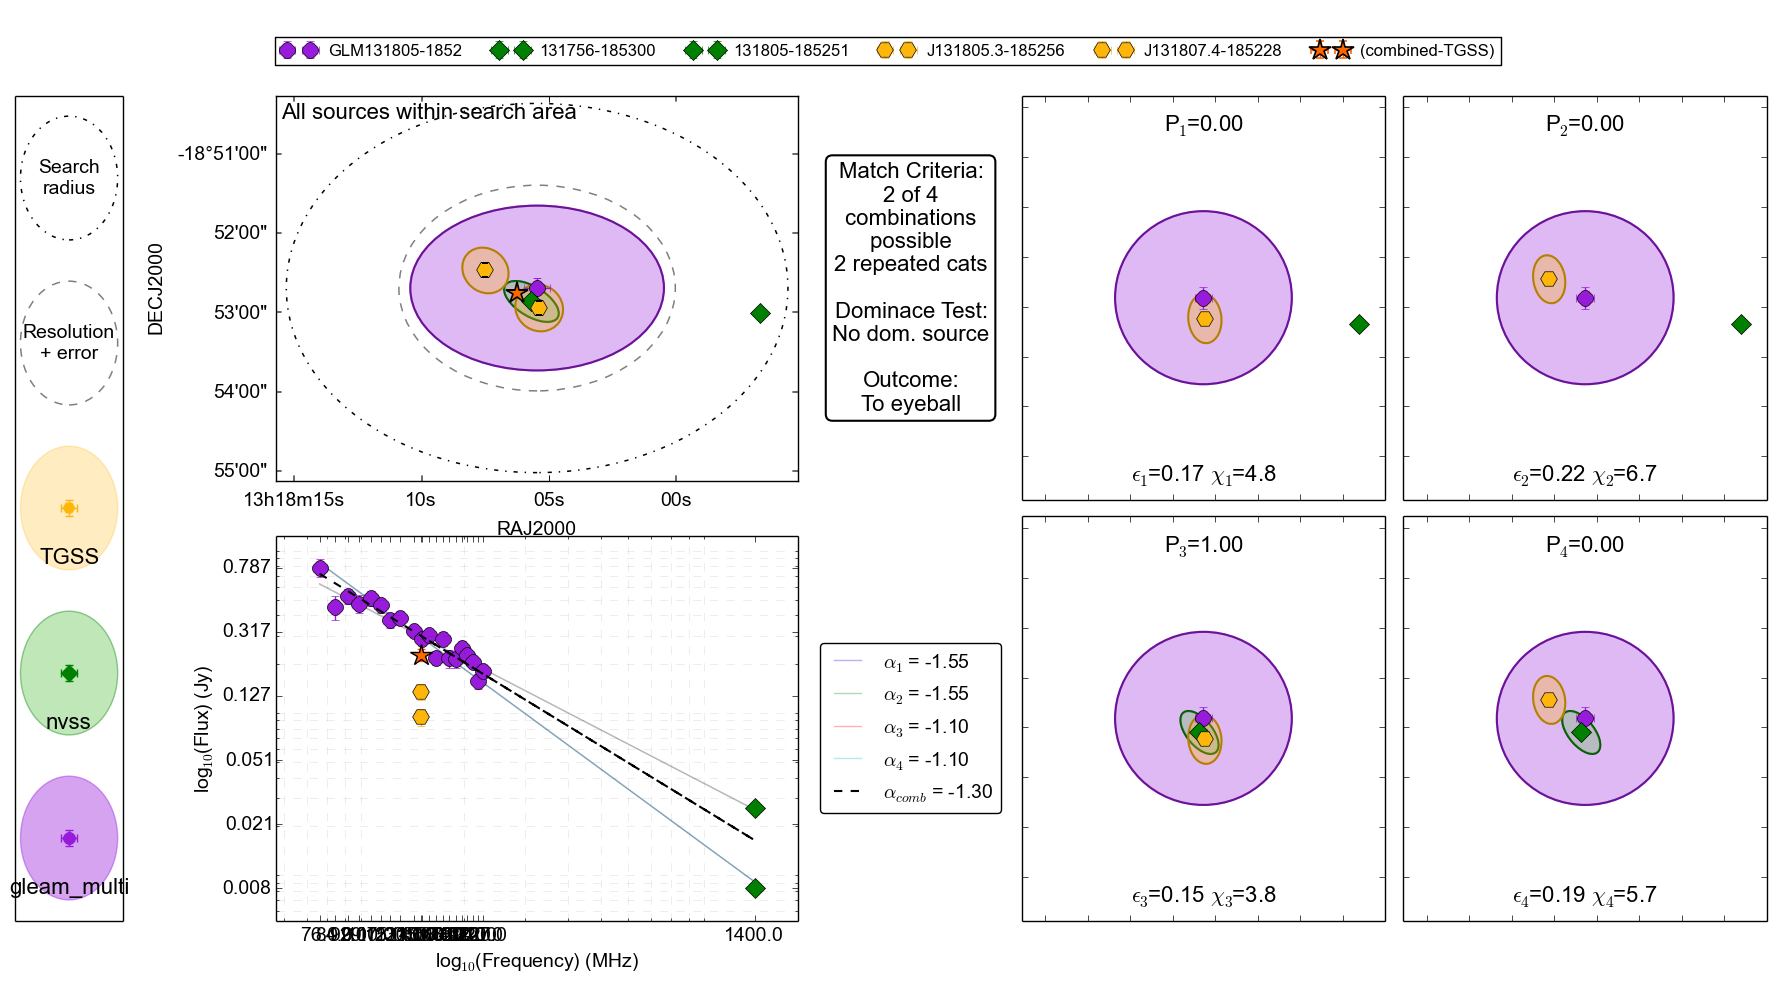 GLM131805-1852 131756-185300 131805-185251 J131805.3-185256 J131807.4-185228 (combined-TGSS)
Search
radius
Resolution
+ error
TGSS
nvss
gleam_multi
All sources within search area
DECJ2000
-18°51'00"
52'00"
53'00"
54'00"
55'00"
13h18m15s 10s 05s 00s
RAJ2000
Match Criteria:
2 of 4
combinations
possible
2 repeated cats
Dominace Test:
No dom. source
Outcome:
To eyeball
P1=0.00
ϵ1=0.17 χ1=4.8
P2=0.00
ϵ2=0.22 χ2=6.7
log10(Flux) (Jy)
0.787
0.317
0.127
0.051
0.021
0.008
1400.0
log10(Frequency) (MHz)
α1 = -1.55
α2 = -1.55
α3 = -1.10
α4 = -1.10
αcomb = -1.30
P3=1.00
ϵ3=0.15 χ3=3.8
P4=0.00
ϵ4=0.19 χ4=5.7